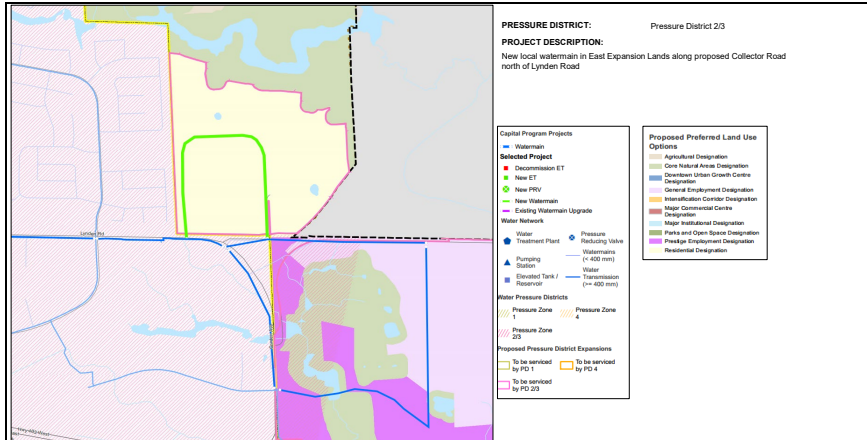 PRESSURE DISTRICT: Pressure District 2/3
PROJECT DESCRIPTION:
New local watermain in East Expansion Lands along proposed Collector Road
north of Lynden Road
Capital Program Projects
Watermain
Selected Project
Decommission ET
New ET
New PRV
New Watermain
Existing Watermain Upgrade
Water Network
Water
Treatment Plant
Pressure
Reducing Valve
Pumping
Station
Watermains
(< 400 mm)
Elevated Tank /
Reservoir
Water
Transmission
(>= 400 mm)
Water Pressure Districts
Pressure Zone
1
Pressure Zone
4
Pressure Zone
2/3
Proposed Pressure District Expansions
To be serviced
by PD 1
To be serviced
by PD 4
To be serviced
by PD 2/3
Proposed Preferred Land Use
Options
Agricultural Designation
Core Natural Areas Designation
Downtown Urban Growth Centre
Designation
General Employment Designation
Intensification Corridor Designation
Major Commercial Centre
Designation
Major Institutional Designation
Parks and Open Space Designation
Prestige Employment Designation
Residential Designation
Lynden Rd